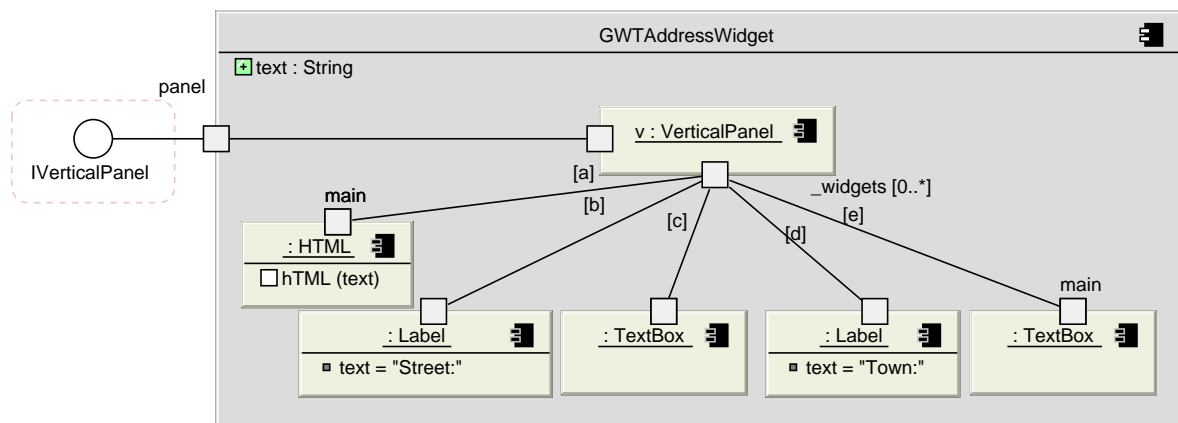 GWTAddressWidget
text : String
panel
v : VerticalPanel
IVerticalPanel
[a]
_widgets [0..*]
main
[b]
[c]
[e]
[d]
: HTML
hTML (text)
main
: Label
: TextBox
: Label
: TextBox
text = "Street:"
text = "Town:"